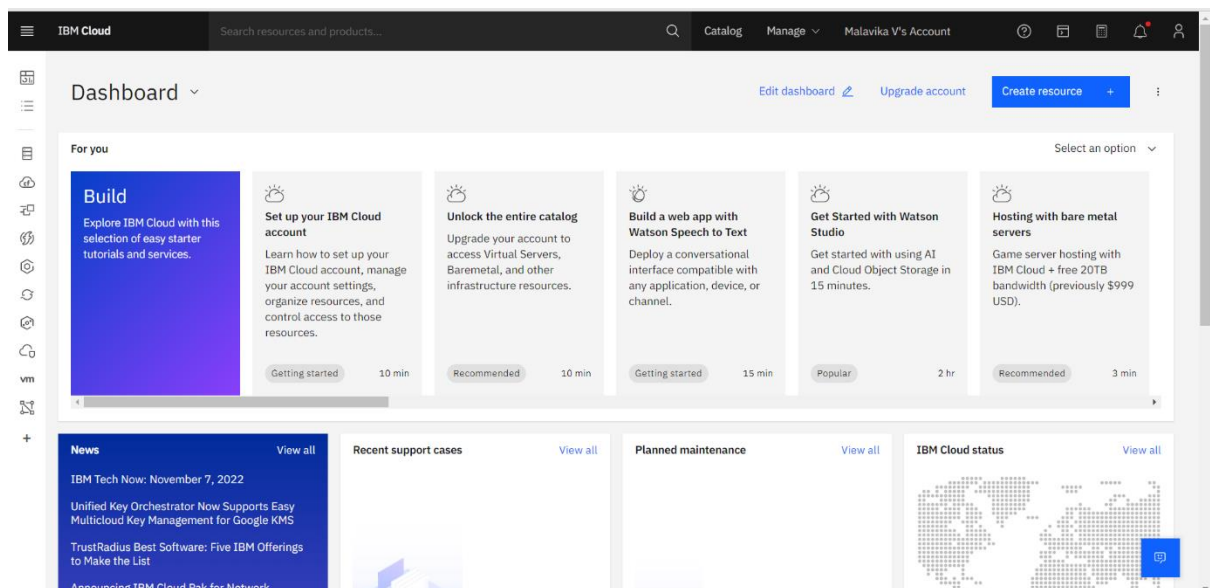 IBM Cloud
Search resources and products...
Catalog
Manage
Malavika V's Account
Dashboard
Edit dashboard
Upgrade account
Create resource +
For you
Select an option
Build
Explore IBM Cloud with this
selection of easy starter
tutorials and services.
Set up your IBM Cloud
account
Learn how to set up your
IBM Cloud account, manage
your account settings,
organize resources, and
control access to those
resources.
Getting started
10 min
Unlock the entire catalog
Upgrade your account to
access Virtual Servers,
Baremetal, and other
infrastructure resources.
Recommended
10 min
Build a web app with
Watson Speech to Text
Deploy a conversational
interface compatible with
any application, device, or
channel.
Getting started
15 min
Get Started with Watson
Studio
Get started with using AI
and Cloud Object Storage in
15 minutes.
Popular
2 hr
Hosting with bare metal
servers
Game server hosting with
IBM Cloud + free 20TB
bandwidth (previously $999
USD).
Recommended
3 min
vm
+
News
View all
IBM Tech Now: November 7, 2022
Unified Key Orchestrator Now Supports Easy
Multicloud Key Management for Google KMS
TrustRadius Best Software: Five IBM Offerings
to Make the List
Announcing IBM Cloud Pak for Network
Recent support cases
View all
Planned maintenance
View all
IBM Cloud status
View all